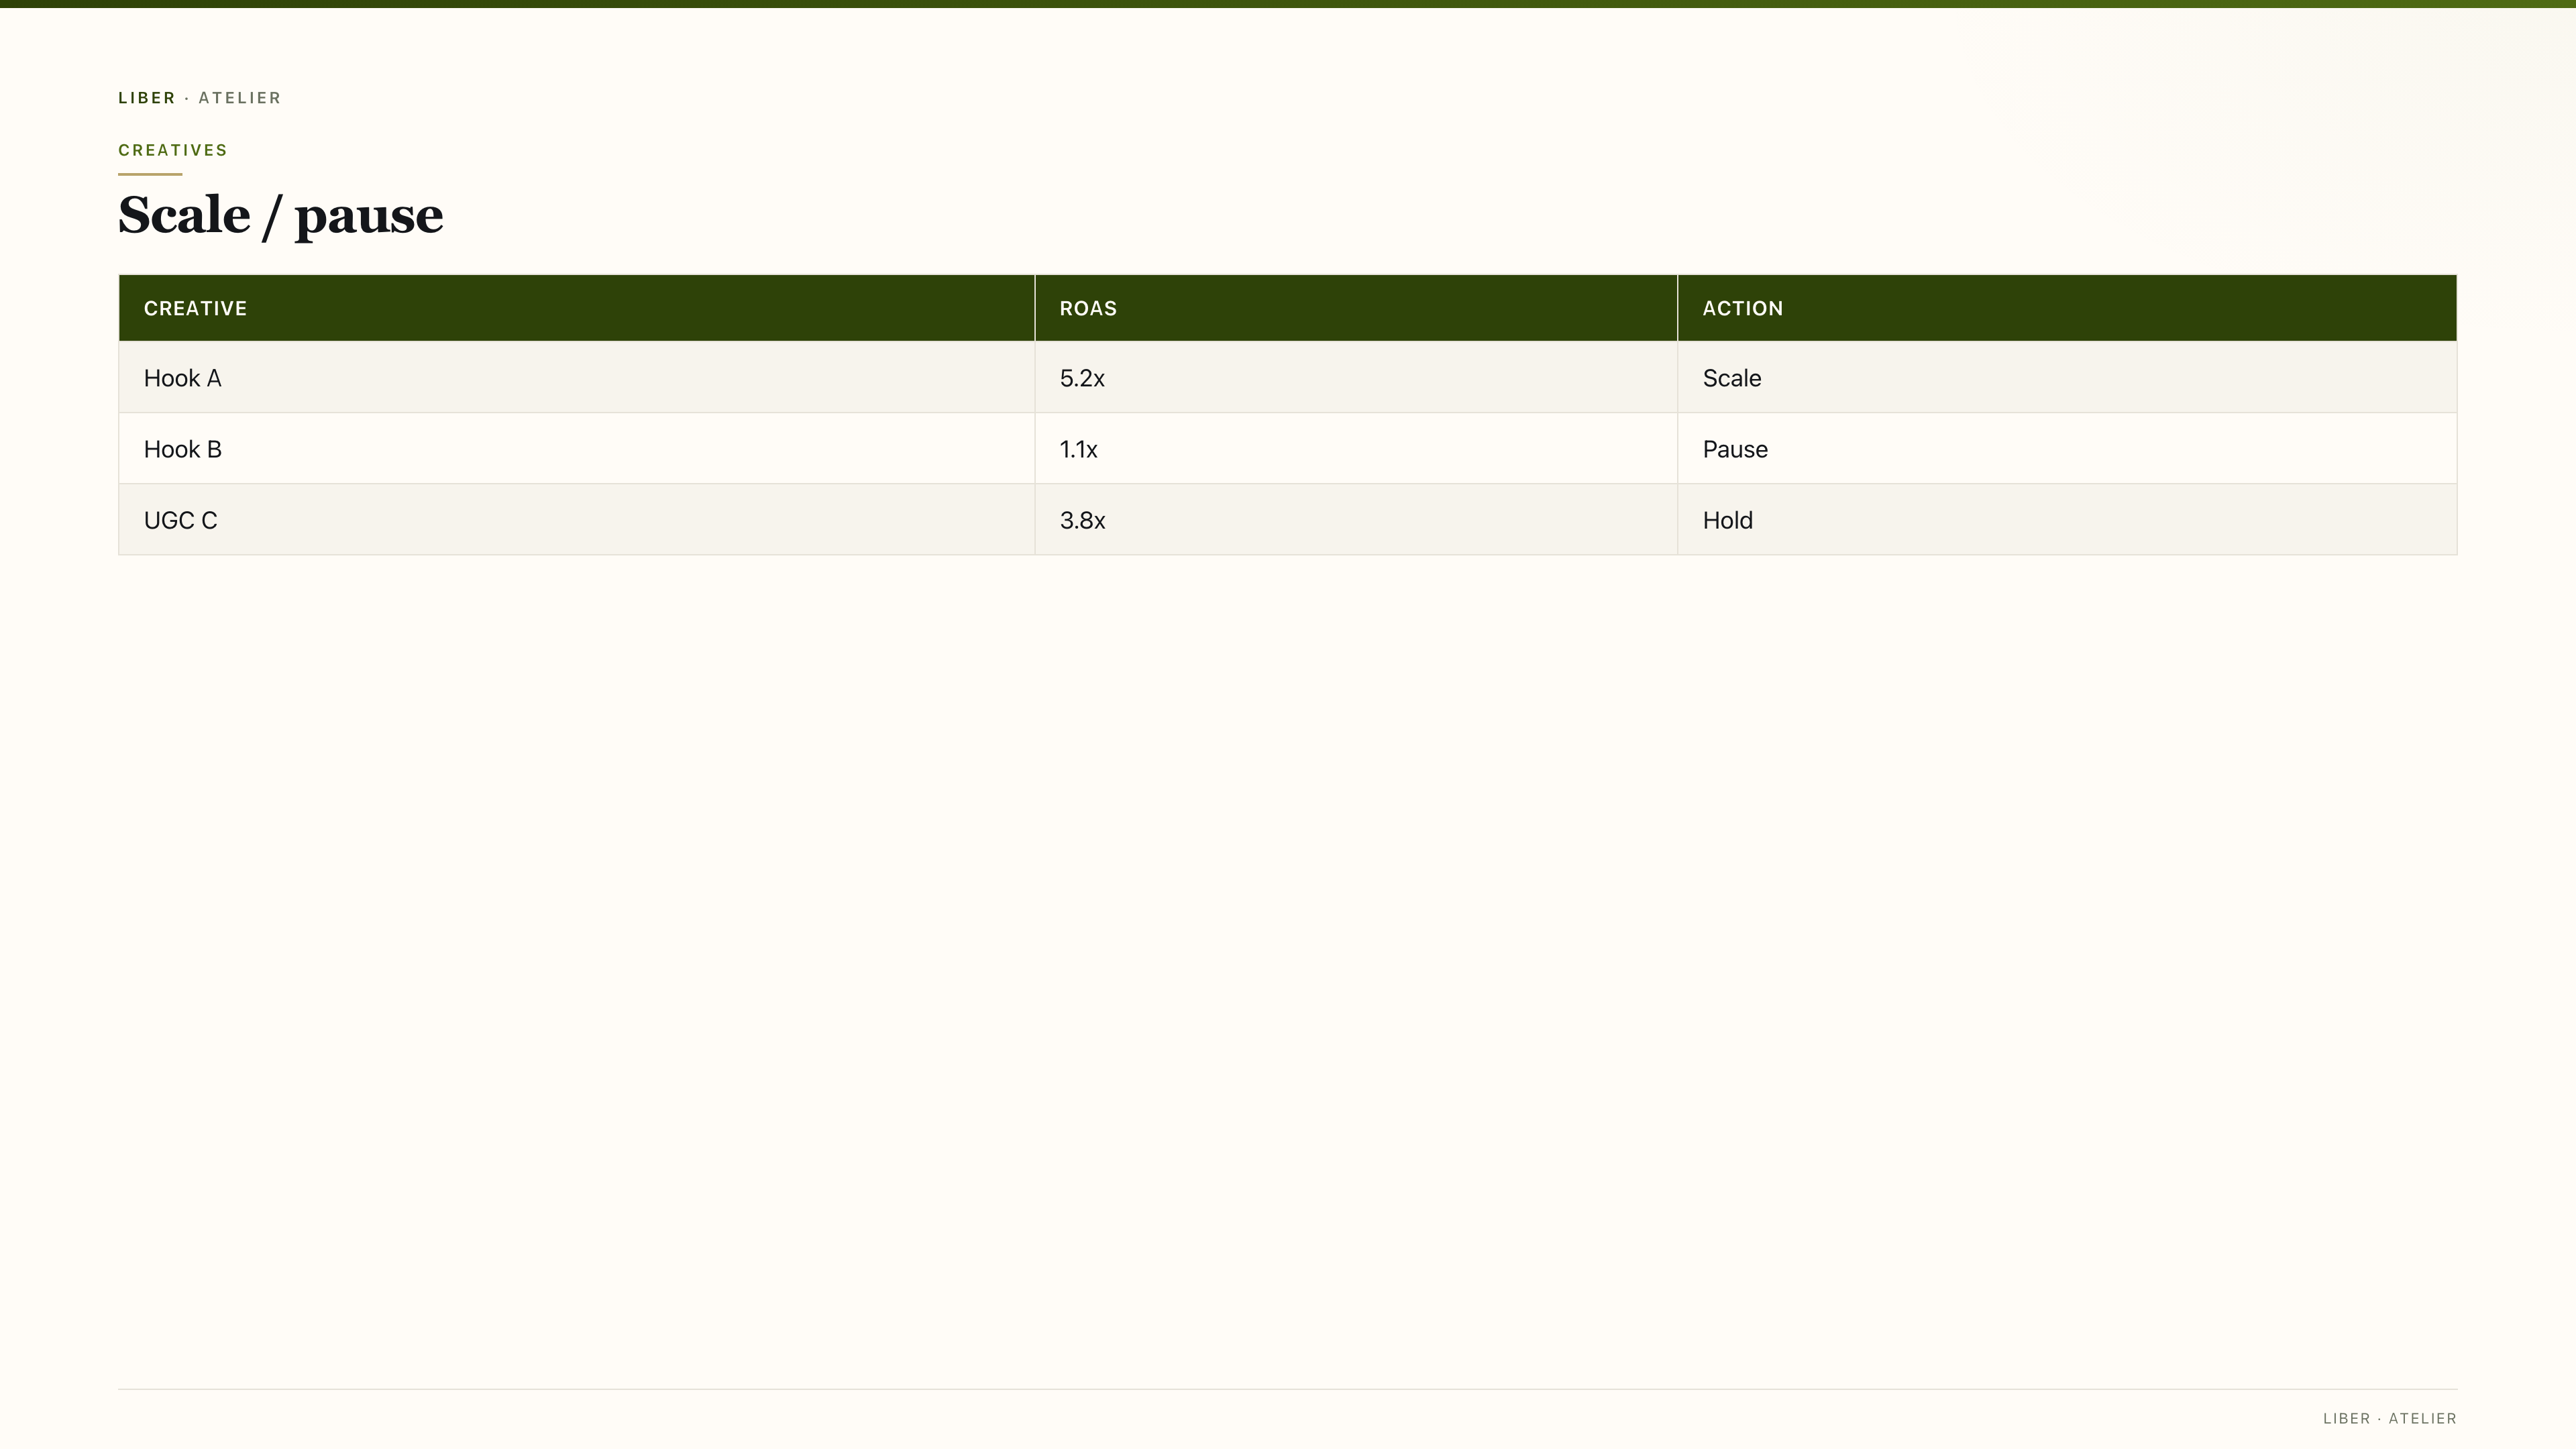 LIBER · ATELIER
CREATIVES
Scale / pause
CREATIVE ROAS ACTION
Hook A 5.2x Scale
Hook B 1.1x Pause
UGC C 3.8x Hold
LIBER · ATELIER